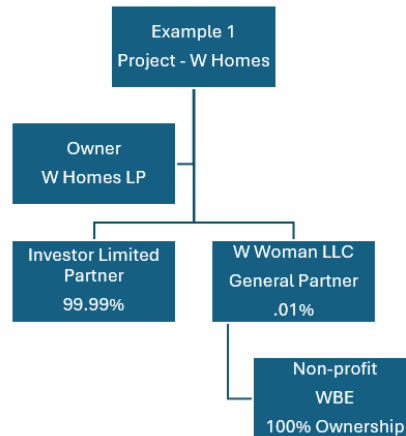 Example 1
Project - W Homes
Owner
W Homes LP
Investor Limited
Partner
99.99%
W Woman LLC
General Partner
.01%
Non-profit
WBE
100% Ownership